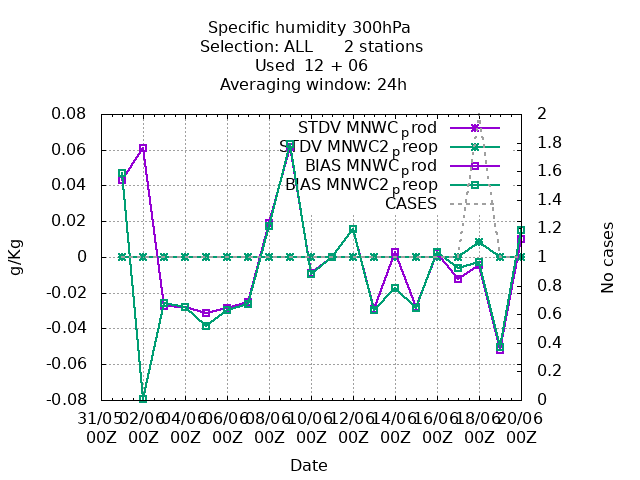 Specific humidity 300hPa
Selection: ALL 2 stations
Used 12 + 06
Averaging window: 24h
STDV MNWC_prod
STDV MNWC2_preop
BIAS MNWC_prod
BIAS MNWC2_preop
CASES
0.08
0.06
0.04
0.02
0
-0.02
-0.04
-0.06
-0.08
g/Kg
2
1.8
1.6
1.4
1.2
1
0.8
0.6
0.4
0.2
0
No cases
31/05 02/06 04/06 06/06 08/06 10/06 12/06 14/06 16/06 18/06 20/06
00Z 00Z 00Z 00Z 00Z 00Z 00Z 00Z 00Z 00Z 00Z
Date